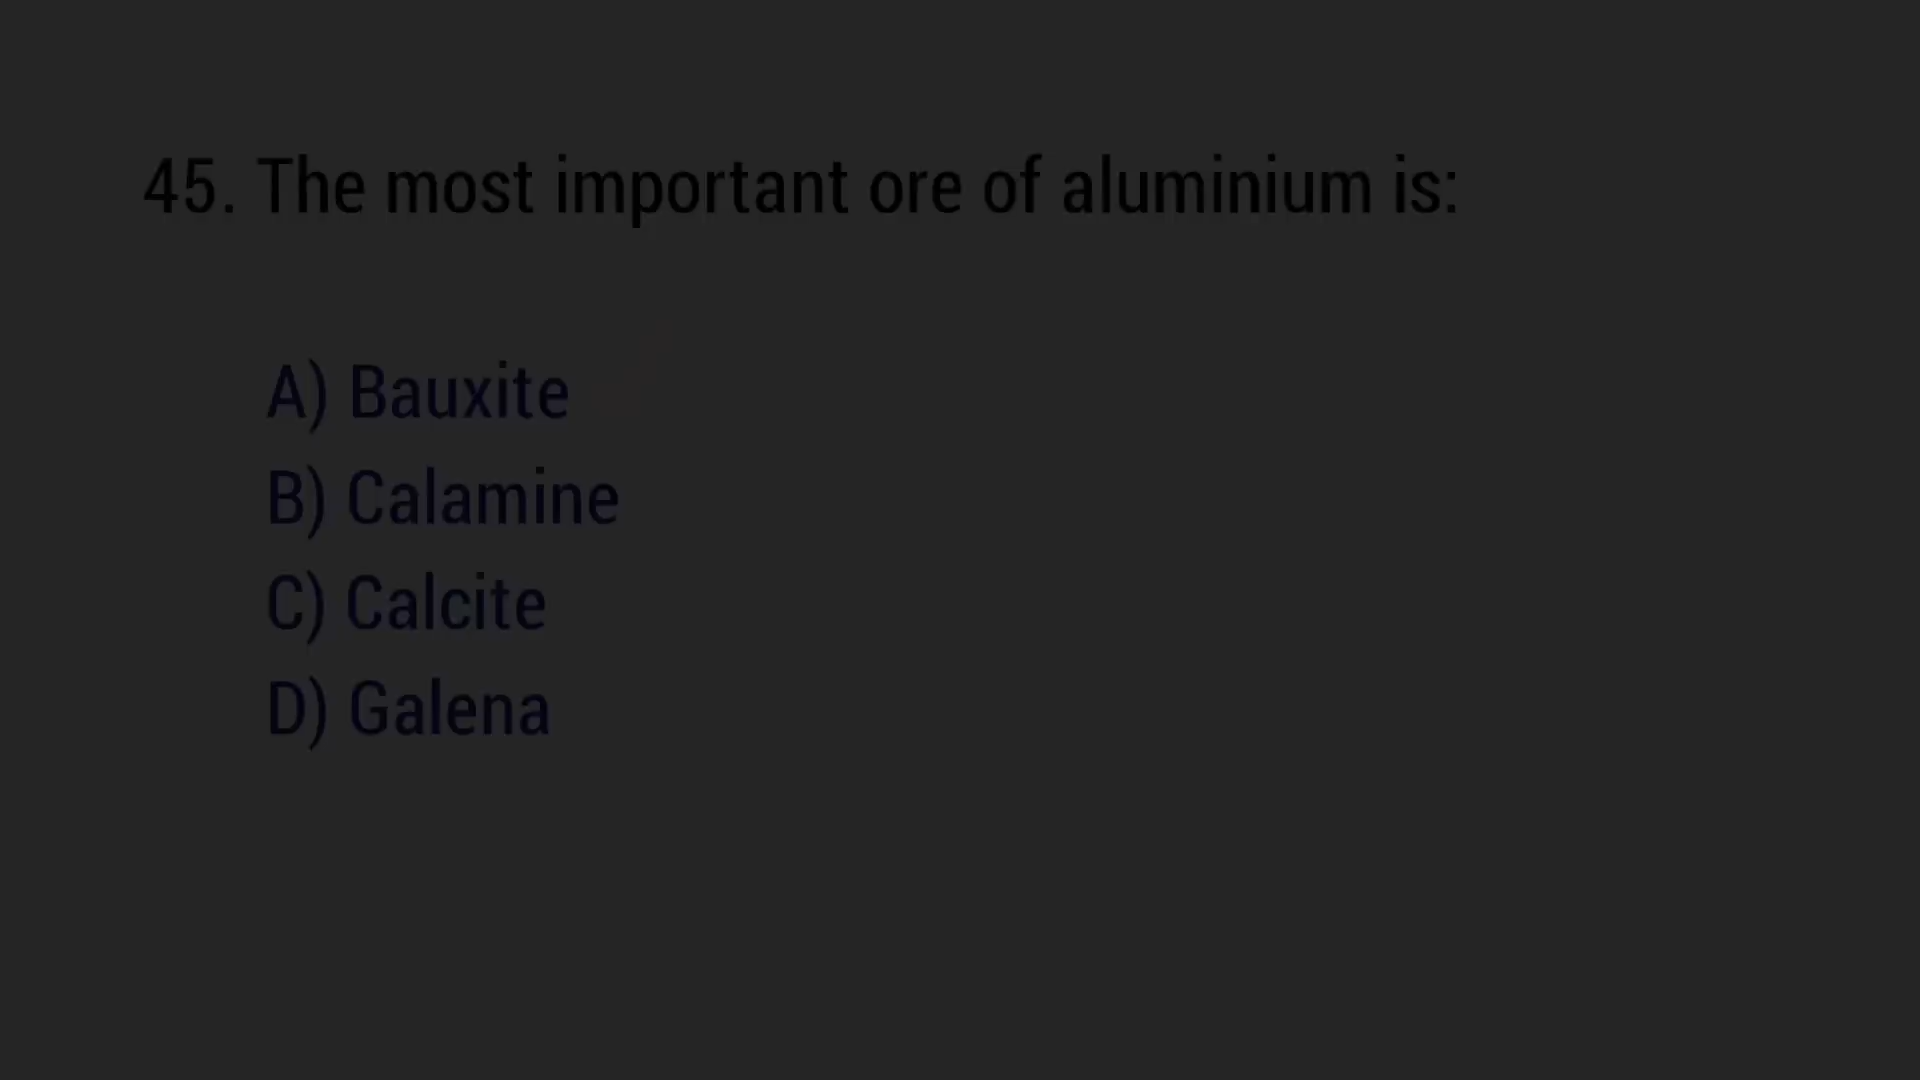 45. The most important ore of aluminium is:
A) Bauxite
B) Calamine
C) Calcite
D) Galena